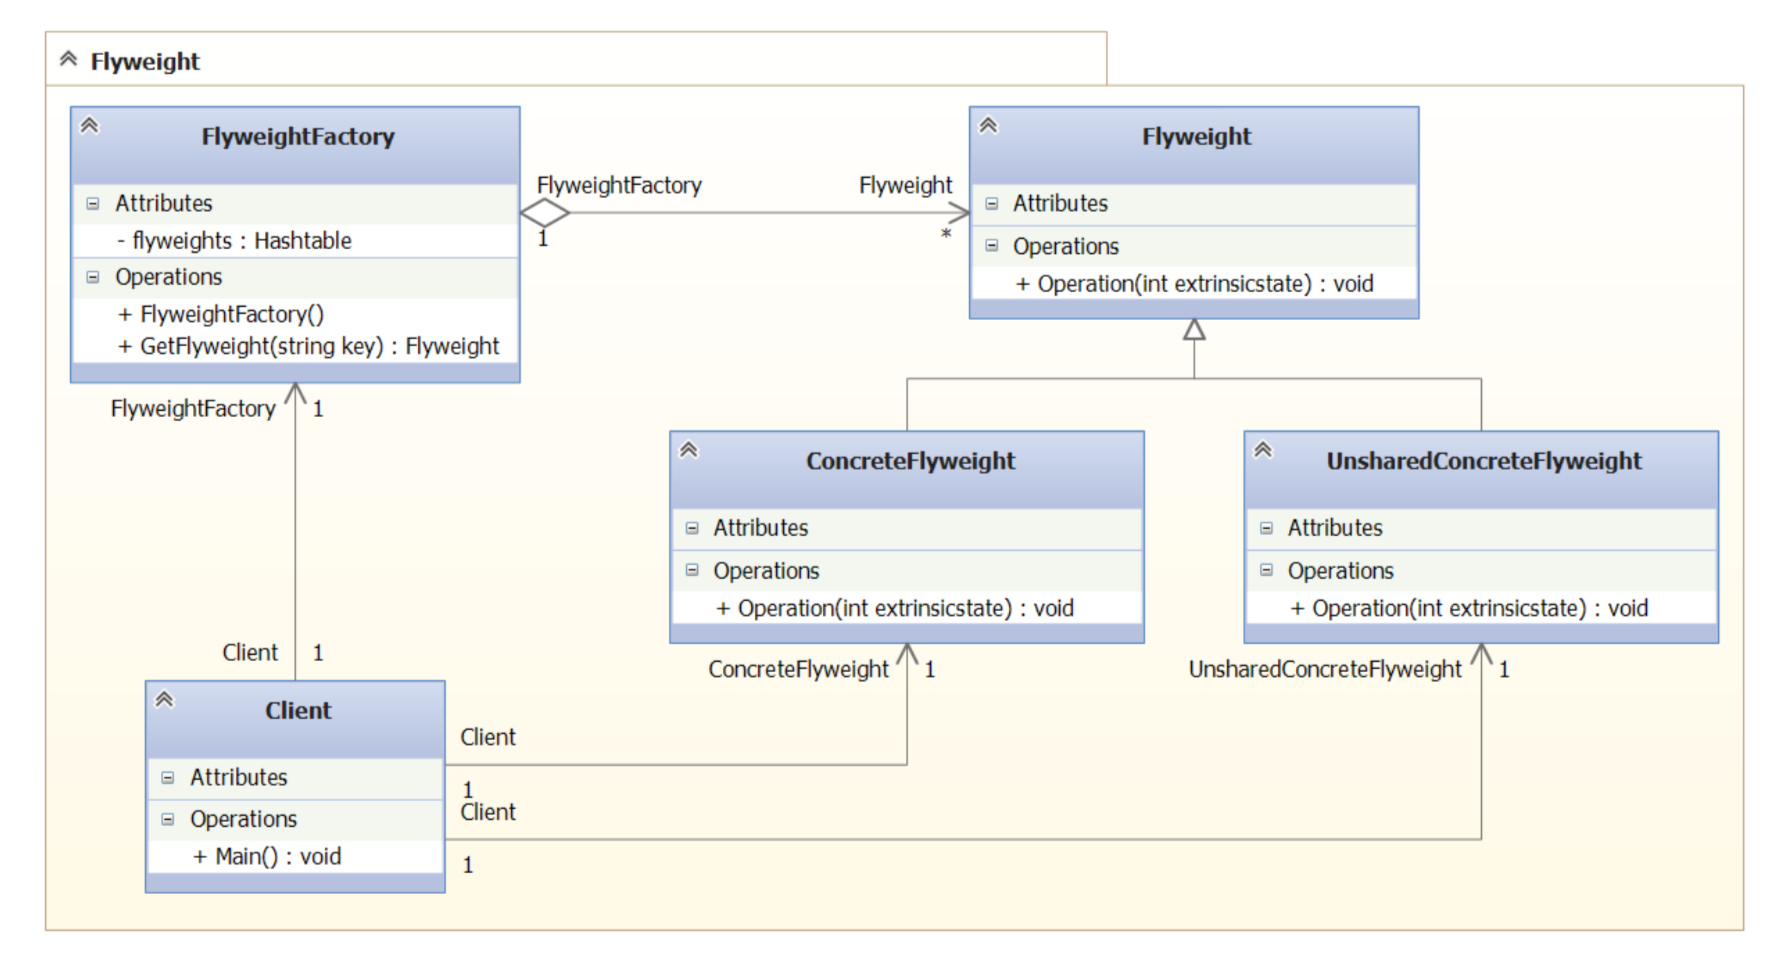 Flyweight
FlyweightFactory
Attributes
- flyweights : Hashtable
Operations
+ FlyweightFactory()
+ GetFlyweight(string key) : Flyweight
FlyweightFactory
1
Flyweight
*
Flyweight
Attributes
Operations
+ Operation(int extrinsicstate) : void
FlyweightFactory
1
ConcreteFlyweight
Attributes
Operations
+ Operation(int extrinsicstate) : void
UnsharedConcreteFlyweight
Attributes
Operations
+ Operation(int extrinsicstate) : void
Client
1
ConcreteFlyweight
1
UnsharedConcreteFlyweight
1
Client
Attributes
Operations
+ Main() : void
Client
1
Client
1